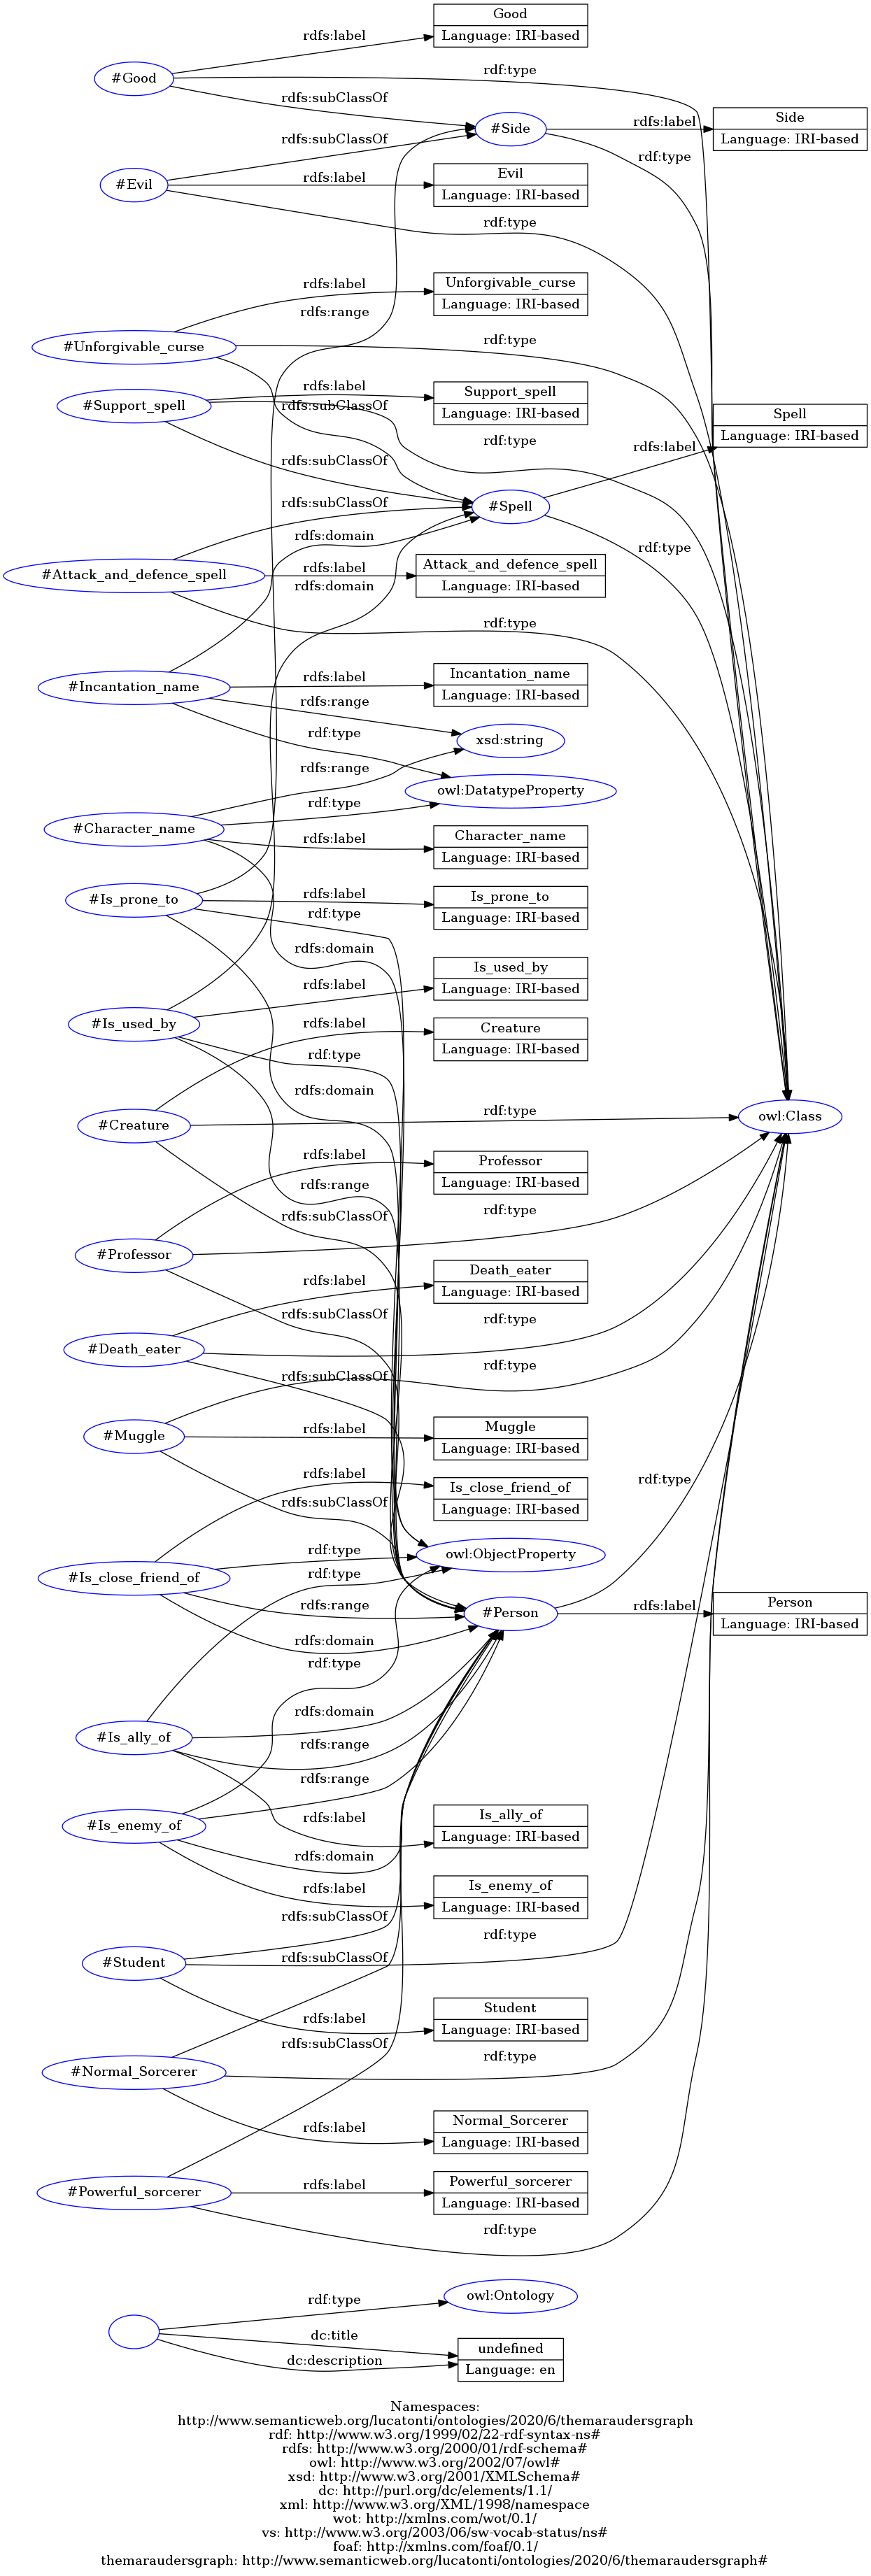 Good
Language: IRI-based
rdfs:label
#Good
rdf:type
rdfs:subClassOf
#Side
rdfs:label
Side
Language: IRI-based
rdfs:subClassOf
rdf:type
Evil
Language: IRI-based
#Evil
rdfs:label
rdf:type
Unforgivable_curse
Language: IRI-based
rdfs:label
rdfs:range
#Unforgivable_curse
rdf:type
rdfs:label
Support_spell
Language: IRI-based
#Support_spell
rdfs:subClassOf
Spell
Language: IRI-based
rdf:type
rdfs:label
rdfs:subClassOf
rdfs:subClassOf
#Spell
rdfs:domain
rdf:type
Attack_and_defence_spell
Language: IRI-based
#Attack_and_defence_spell
rdfs:label
rdfs:domain
rdf:type
Incantation_name
Language: IRI-based
rdfs:label
#Incantation_name
rdfs:range
rdf:type
xsd:string
rdfs:range
owl:DatatypeProperty
rdf:type
#Character_name
Character_name
Language: IRI-based
rdfs:label
Is_prone_to
Language: IRI-based
#Is_prone_to
rdfs:label
rdf:type
rdfs:domain
Is_used_by
Language: IRI-based
rdfs:label
#Is_used_by
rdfs:label
Creature
Language: IRI-based
rdf:type
rdfs:domain
#Creature
rdf:type
owl:Class
rdfs:label
Professor
Language: IRI-based
rdfs:range
rdfs:subClassOf
rdf:type
#Professor
rdfs:label
Death_eater
Language: IRI-based
rdfs:subClassOf
rdf:type
#Death_eater
rdfs:subClassOf
rdf:type
Muggle
Language: IRI-based
#Muggle
rdfs:label
rdfs:label
Is_close_friend_of
Language: IRI-based
rdf:type
rdfs:subClassOf
rdf:type
owl:ObjectProperty
#Is_close_friend_of
rdf:type
rdfs:range
#Person
rdfs:label
Person
Language: IRI-based
rdfs:domain
rdf:type
rdfs:domain
#Is_ally_of
rdfs:range
rdfs:range
rdfs:label
Is_ally_of
Language: IRI-based
#Is_enemy_of
rdfs:domain
rdfs:label
Is_enemy_of
Language: IRI-based
rdfs:subClassOf
rdf:type
#Student
rdfs:subClassOf
rdfs:label
Student
Language: IRI-based
rdfs:subClassOf
rdf:type
#Normal_Sorcerer
rdfs:label
Normal_Sorcerer
Language: IRI-based
#Powerful_sorcerer
rdfs:label
Powerful_sorcerer
Language: IRI-based
rdf:type
rdf:type
owl:Ontology
dc:title
dc:description
undefined
Language: en
Namespaces:
http://www.semanticweb.org/lucatonti/ontologies/2020/6/themaraudersgraph
rdf: http://www.w3.org/1999/02/22-rdf-syntax-ns#
rdfs: http://www.w3.org/2000/01/rdf-schema#
owl: http://www.w3.org/2002/07/owl#
xsd: http://www.w3.org/2001/XMLSchema#
dc: http://purl.org/dc/elements/1.1/
xml: http://www.w3.org/XML/1998/namespace
wot: http://xmlns.com/wot/0.1/
vs: http://www.w3.org/2003/06/sw-vocab-status/ns#
foaf: http://xmlns.com/foaf/0.1/
themaraudersgraph: http://www.semanticweb.org/lucatonti/ontologies/2020/6/themaraudersgraph#